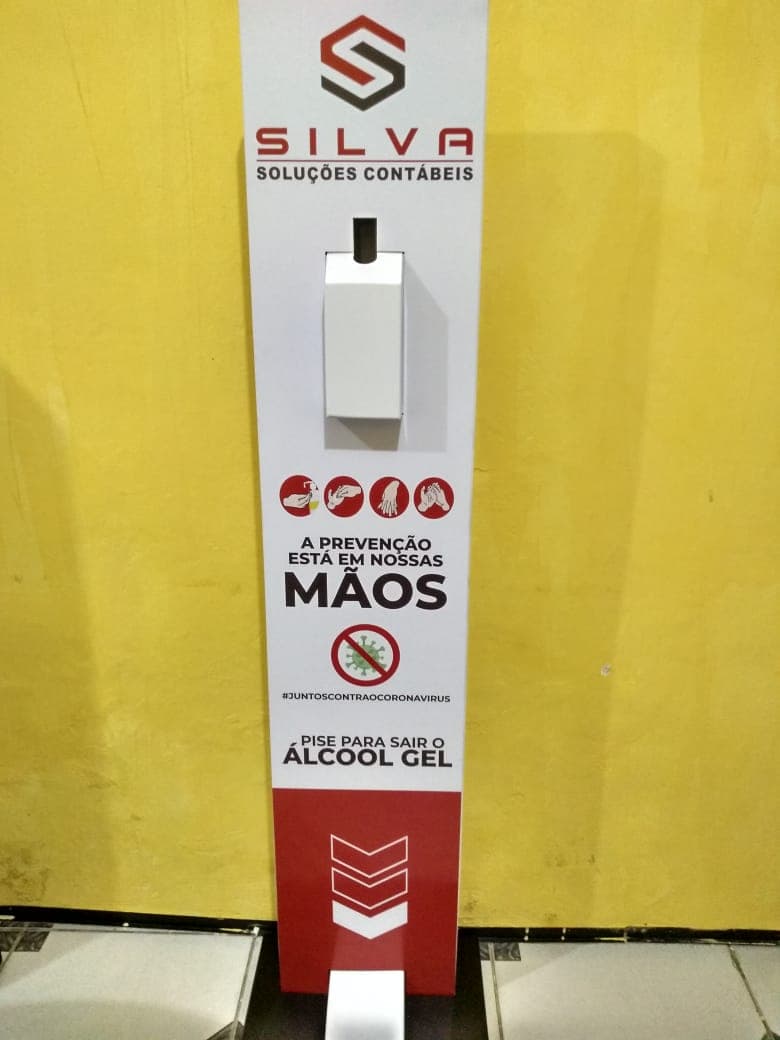 SILVA
SOLUÇÕES CONTÁBEIS
A PREVENÇÃO
ESTÁ EM NOSSAS
MÃOS
#JUNTOSCONTRAOCORONAVIRUS
PISE PARA SAIR O
ÁLCOOL GEL